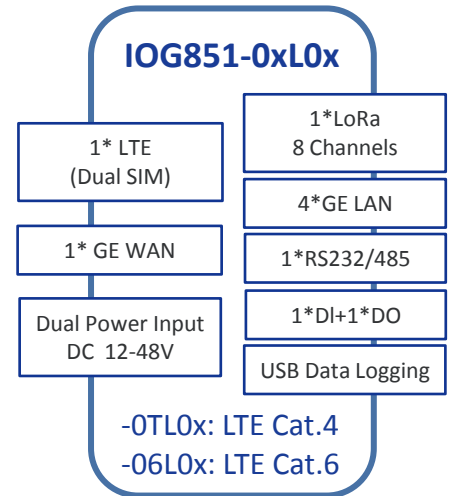 IOG851-0xL0x
1* LTE
(Dual SIM)
1* GE WAN
Dual Power Input
DC 12-48V
1*LoRa
8 Channels
4*GE LAN
1*RS232/485
1*DI+1*DO
USB Data Logging
-0TL0x: LTE Cat.4
-06L0x: LTE Cat.6